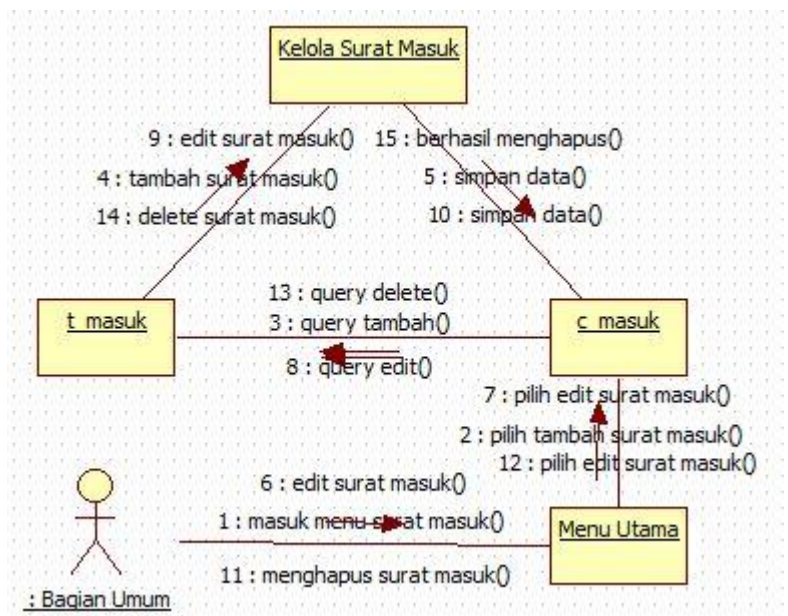 Kelola Surat Masuk
9 : edit surat masuk()
15 : berhasil menghapus()
4 : tambah surat masuk()
5 : simpan data()
14 : delete surat masuk()
10 : simpan data()
t_masuk
13 : query delete()
3 : query tambah()
8 : query edit()
c_masuk
7 : pilih edit surat masuk()
2 : pilih tambah surat masuk()
12 : pilih edit surat masuk()
6 : edit surat masuk()
1 : masuk menu surat masuk()
11 : menghapus surat masuk()
Menu Utama
: Bagian Umum